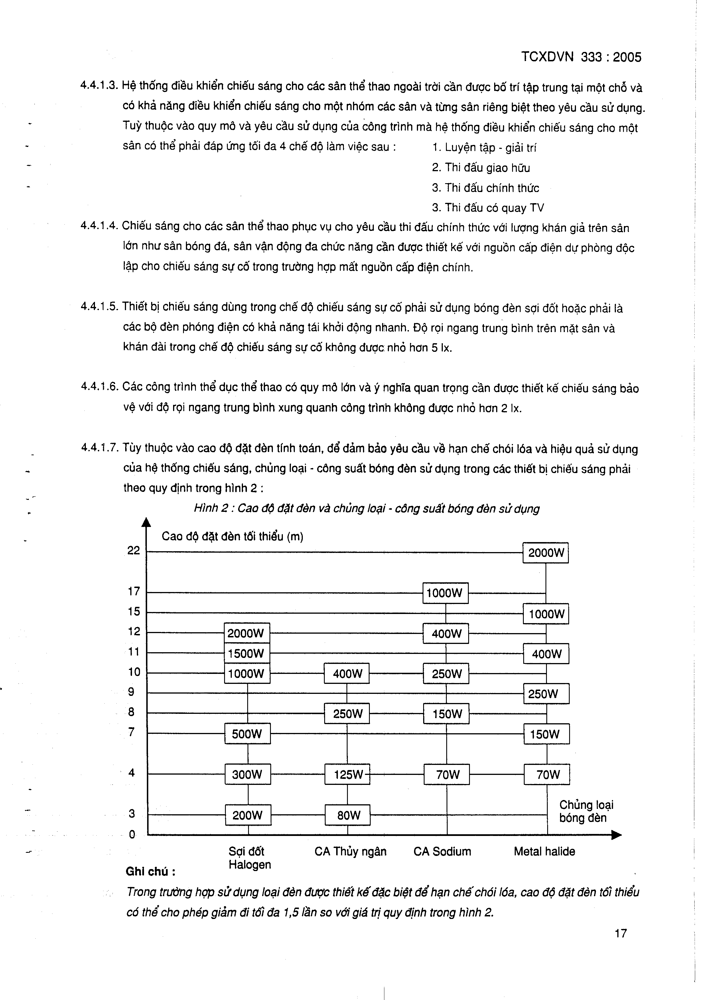 TCXDVN 333 : 2005
4.4.1.3. Hệ thống điều khiển chiếu sáng cho các sân thể thao ngoài trời cần được bố trí tập trung tại một chỗ và
có khả năng điều khiển chiếu sáng cho một nhóm các sân và từng sân riêng biệt theo yêu cầu sử dụng.
Tuỳ thuộc vào quy mô và yêu cầu sử dụng của công trình mà hệ thống điều khiển chiếu sáng cho một
sân có thể phải đáp ứng tối đa 4 chế độ làm việc sau : 1. Luyện tập - giải trí
2. Thi đấu giao hữu
3. Thi đấu chính thức
3. Thi đấu có quay TV
4.4.1.4. Chiếu sáng cho các sân thể thao phục vụ cho yêu cầu thi đấu chính thức với lượng khán giả trên sân
lớn như sân bóng đá, sân vận động đa chức năng cần được thiết kế với nguồn cấp điện dự phòng độc
lập cho chiếu sáng sự cố trong trường hợp mất nguồn cấp điện chính.
4.4.1.5. Thiết bị chiếu sáng dùng trong chế độ chiếu sáng sự cố phải sử dụng bóng đèn sợi đốt hoặc phải là
các bộ đèn phóng điện có khả năng tái khởi động nhanh. Độ rọi ngang trung bình trên mặt sân và
khán đài trong chế độ chiếu sáng sự cố không được nhỏ hơn 5 lx.
4.4.1.6. Các công trình thể dục thể thao có quy mô lớn và ý nghĩa quan trọng cần được thiết kế chiếu sáng bảo
vệ với độ rọi ngang trung bình xung quanh công trình không được nhỏ hơn 2 lx.
4.4.1.7. Tùy thuộc vào cao độ đặt đèn tính toán, để đảm bảo yêu cầu về hạn chế chói lóa và hiệu quả sử dụng
của hệ thống chiếu sáng, chủng loại - công suất bóng đèn sử dụng trong các thiết bị chiếu sáng phải
theo quy định trong hình 2 :
Hình 2 : Cao độ đặt đèn và chủng loại - công suất bóng đèn sử dụng
Cao độ đặt đèn tối thiểu (m)
22 2000W
17 1000W
15 1000W
12 2000W 400W
11 1500W 400W
10 1000W 400W 250W
9 250W
8 250W 150W
7 500W 150W
4 300W 125W 70W 70W
Chủng loại
3 200W 80W
bóng đèn
0
Sợi đốt CA Thủy ngân CA Sodium Metal halide
Halogen
Ghi chú :
Trong trường hợp sử dụng loại đèn được thiết kế đặc biệt để hạn chế chói lóa, cao độ đặt đèn tối thiểu
có thể cho phép giảm đi tối đa 1,5 lần so với giá trị quy định trong hình 2.
17